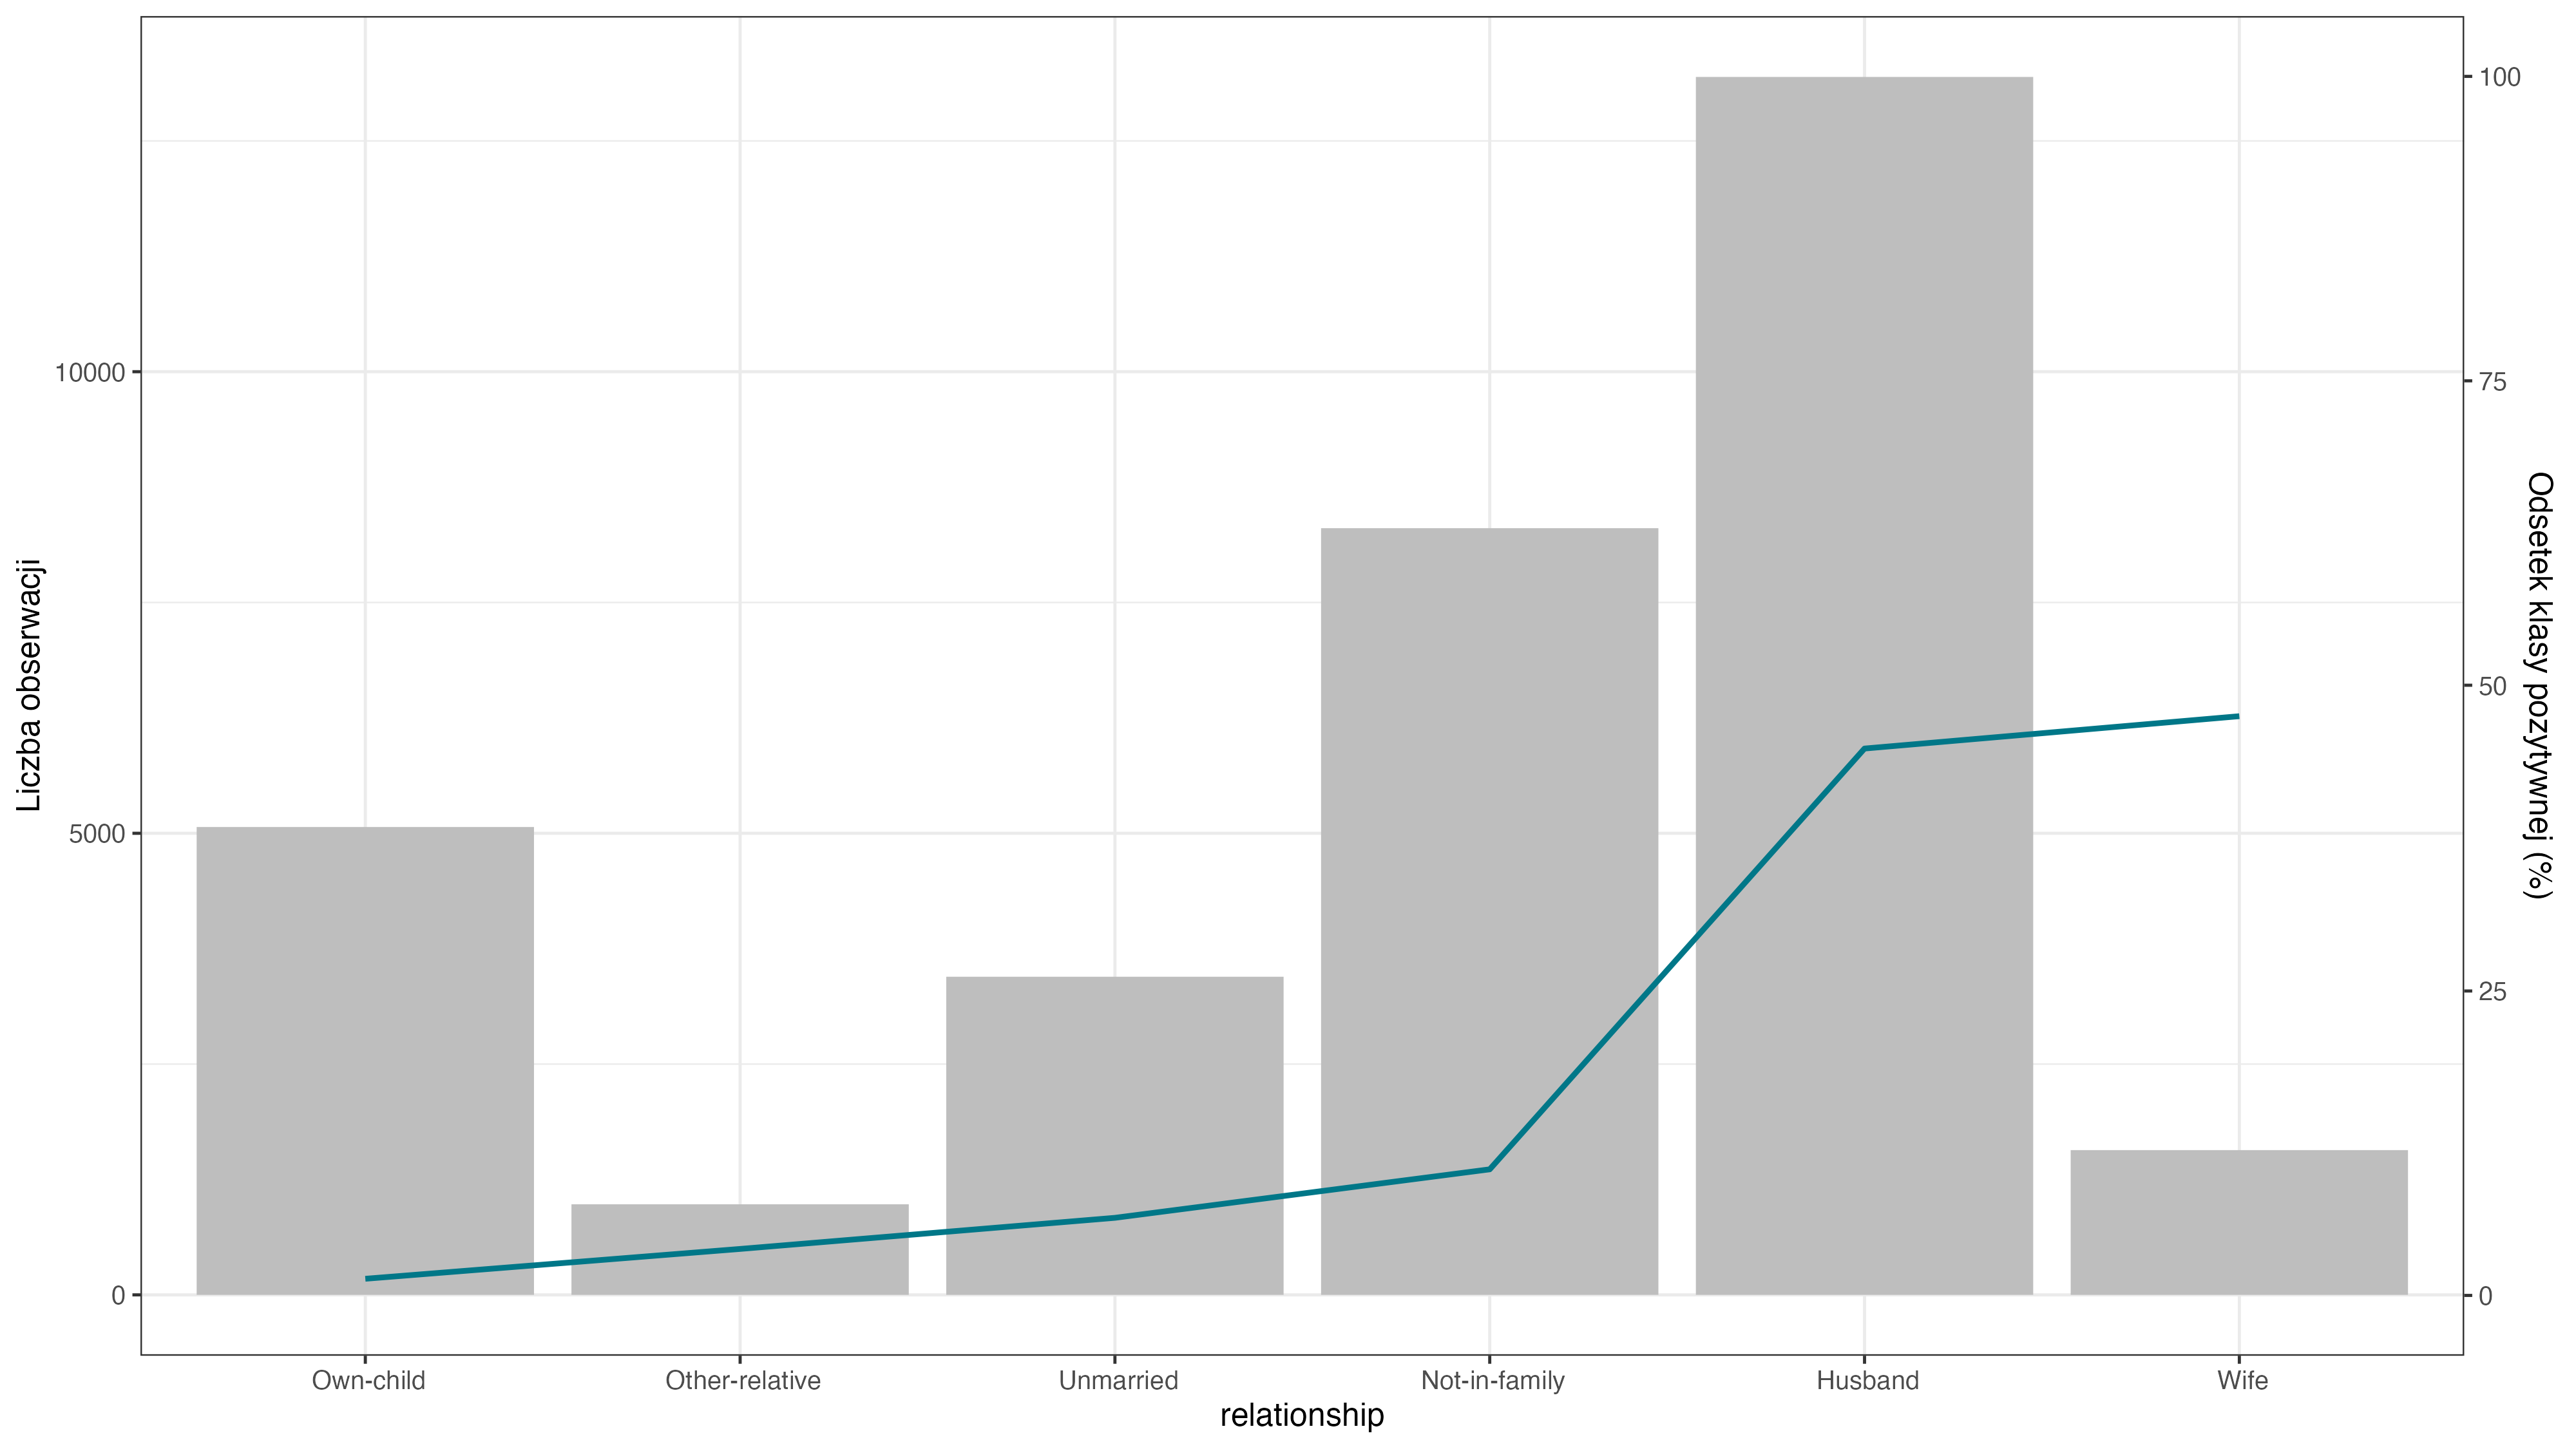 Liczba obserwacji
10000
5000
0
100
75
50
25
0
Odsetek klasy pozytywnej (%)
Own-child
Other-relative
Unmarried
Not-in-family
Husband
Wife
relationship